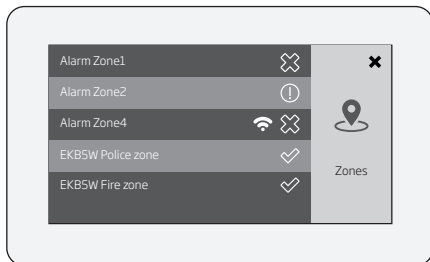 Alarm Zone1
Alarm Zone2
Alarm Zone4
EKB5W Police zone
EKB5W Fire zone
Zones